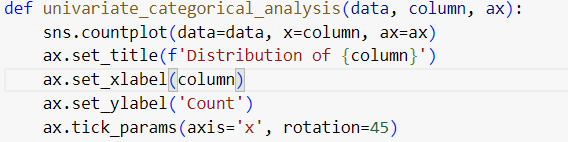 def univariate_categorical_analysis(data, column, ax):
    sns.countplot(data=data, x=column, ax=ax)
    ax.set_title(f'Distribution of {column}')
    ax.set_xlabel(column)
    ax.set_ylabel('Count')
    ax.tick_params(axis='x', rotation=45)